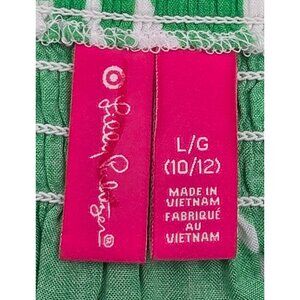 Lilly Pulitzer®
L/G
(10/12)
MADE IN
VIETNAM
FABRIQUÉ
AU
VIETNAM